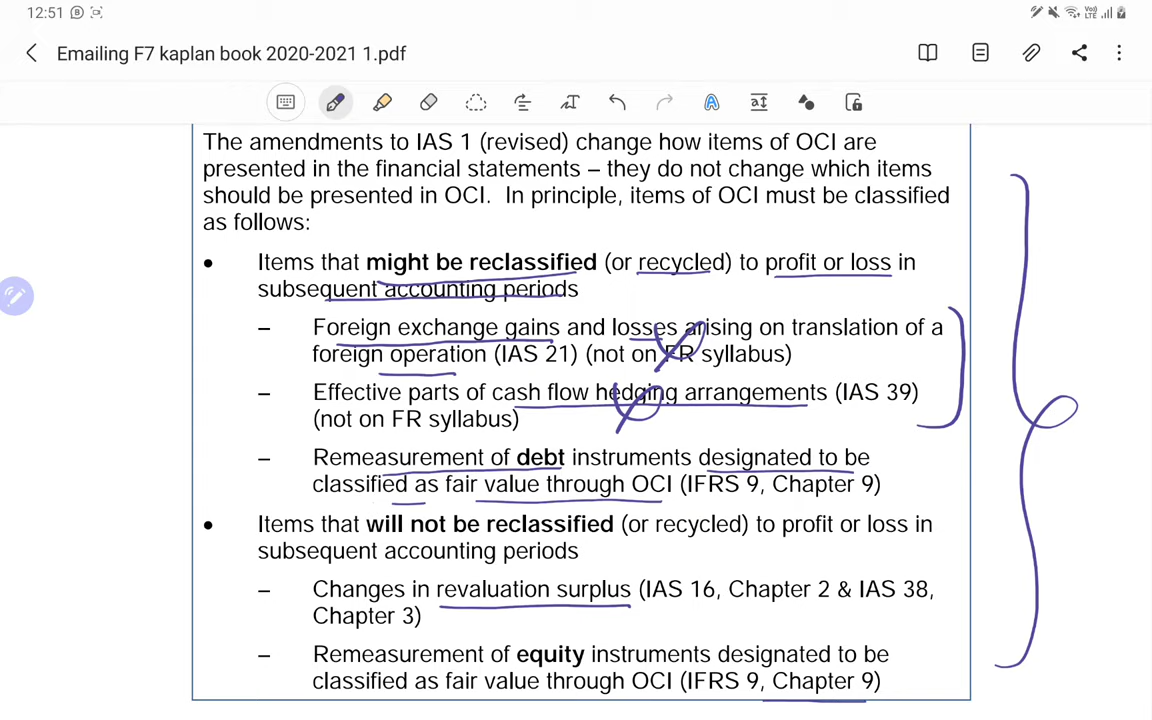 12:51
Emailing F7 kaplan book 2020-2021 1.pdf
The amendments to IAS 1 (revised) change how items of OCI are
presented in the financial statements – they do not change which items
should be presented in OCI. In principle, items of OCI must be classified
as follows:
• Items that might be reclassified (or recycled) to profit or loss in
subsequent accounting periods
– Foreign exchange gains and losses arising on translation of a
foreign operation (IAS 21) (not on FR syllabus)
– Effective parts of cash flow hedging arrangements (IAS 39)
(not on FR syllabus)
– Remeasurement of debt instruments designated to be
classified as fair value through OCI (IFRS 9, Chapter 9)
• Items that will not be reclassified (or recycled) to profit or loss in
subsequent accounting periods
– Changes in revaluation surplus (IAS 16, Chapter 2 & IAS 38,
Chapter 3)
– Remeasurement of equity instruments designated to be
classified as fair value through OCI (IFRS 9, Chapter 9)